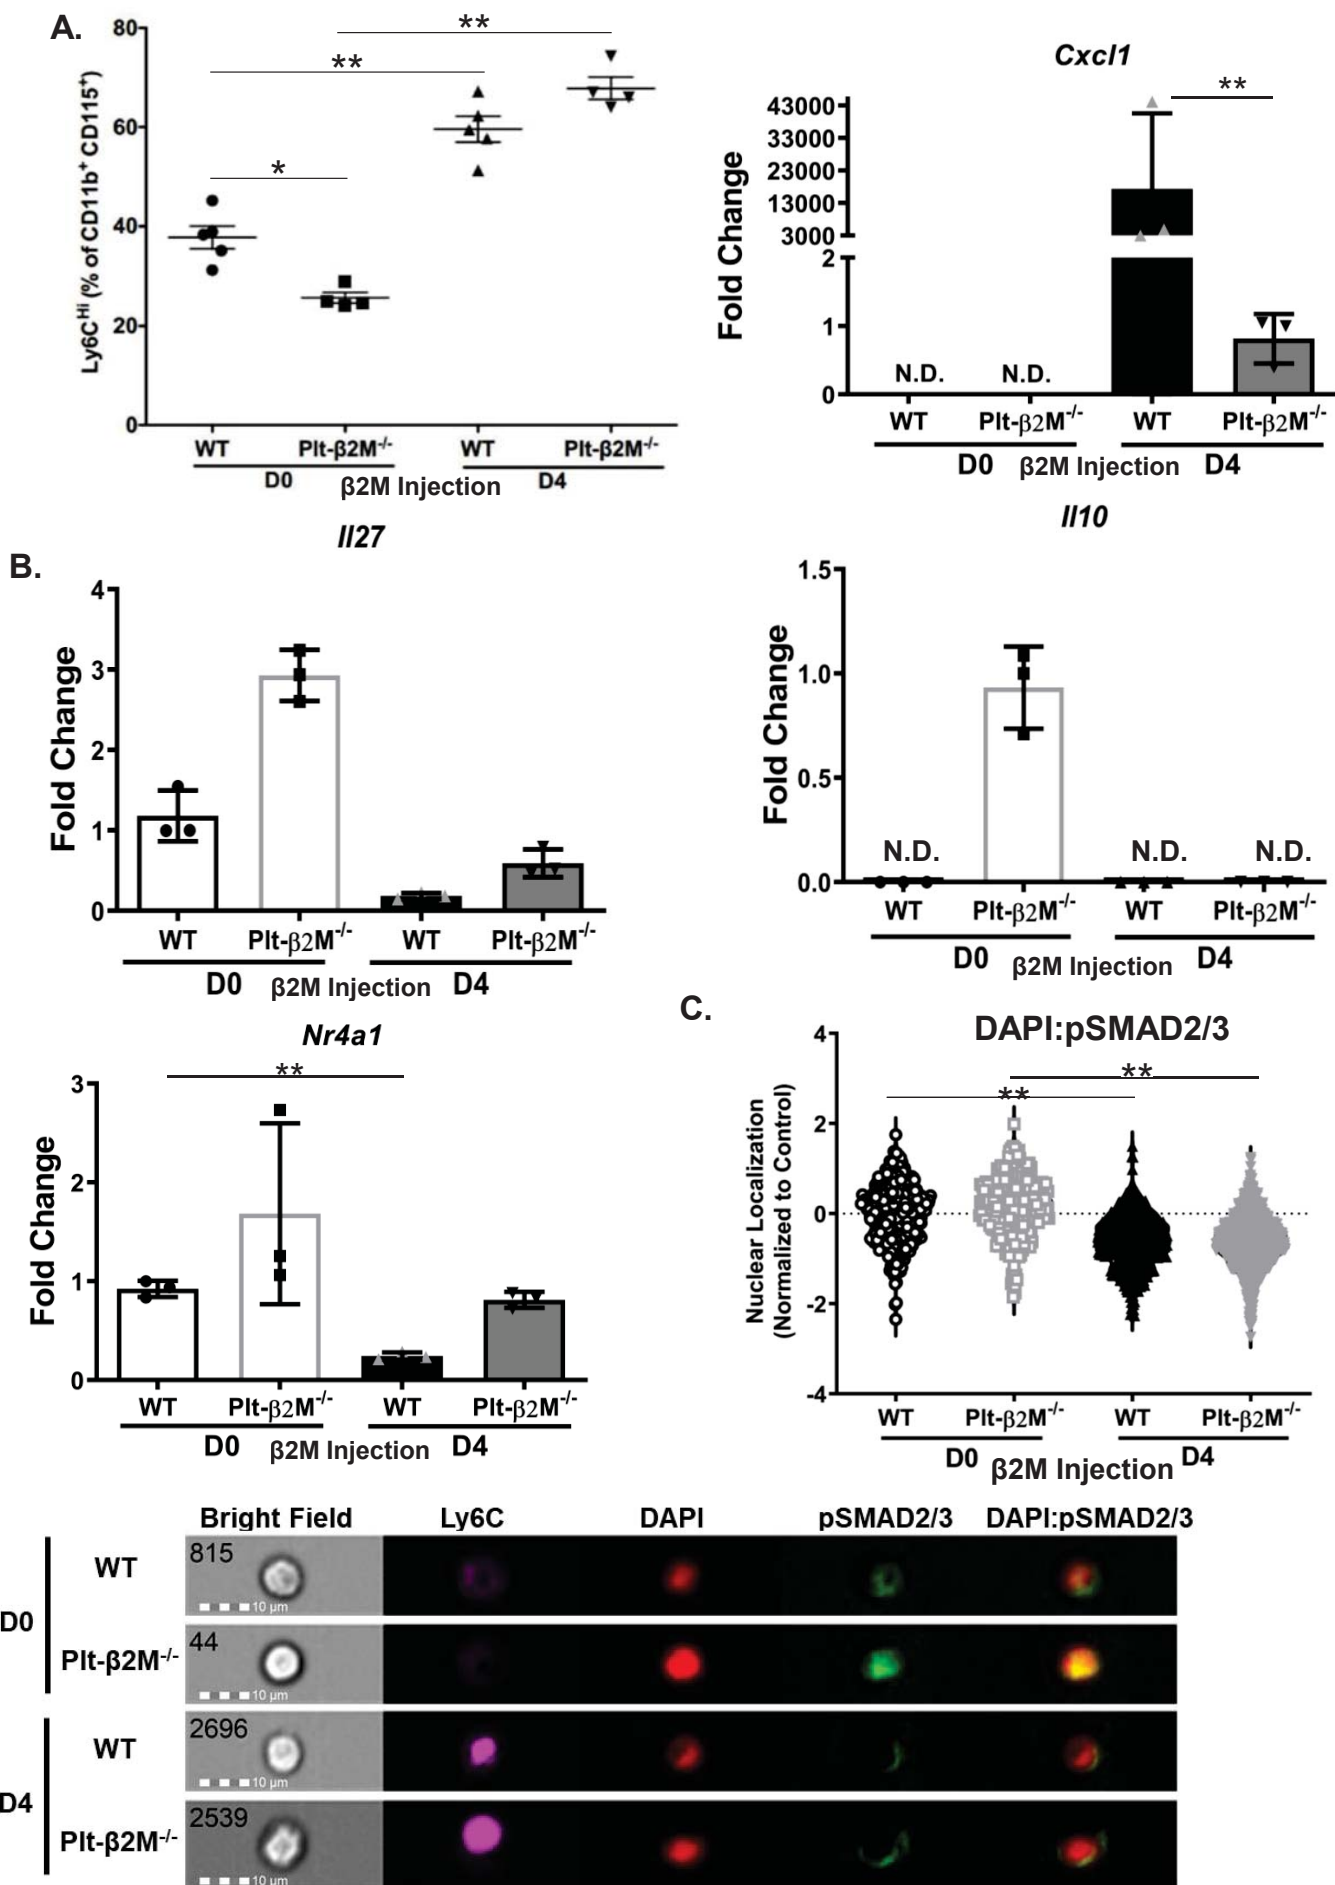 A.
Ly6CHi (% of CD11b+ CD115+)
80
60
40
20
0
**
**
*
WT
Plt-β2M-/-
WT
Plt-β2M-/-
D0
β2M Injection
D4
Cxcl1
Fold Change
43000
33000
23000
13000
3000
2
1
0
**
N.D.
N.D.
WT
Plt-β2M-/-
WT
Plt-β2M-/-
D0
β2M Injection
D4
B.
Il27
Fold Change
4
3
2
1
0
WT
Plt-β2M-/-
WT
Plt-β2M-/-
D0
β2M Injection
D4
Il10
Fold Change
1.5
1.0
0.5
0.0
N.D.
N.D.
N.D.
WT
Plt-β2M-/-
WT
Plt-β2M-/-
D0
β2M Injection
D4
Nr4a1
Fold Change
3
2
1
0
**
WT
Plt-β2M-/-
WT
Plt-β2M-/-
D0
β2M Injection
D4
C.
DAPI:pSMAD2/3
Nuclear Localization
(Normalized to Control)
4
2
0
-2
-4
**
**
WT
Plt-β2M-/-
WT
Plt-β2M-/-
D0
β2M Injection
D4
Bright Field
Ly6C
DAPI
pSMAD2/3
DAPI:pSMAD2/3
D0
WT
815
10 μm
Plt-β2M-/-
44
10 μm
D4
WT
2696
10 μm
Plt-β2M-/-
2539
10 μm